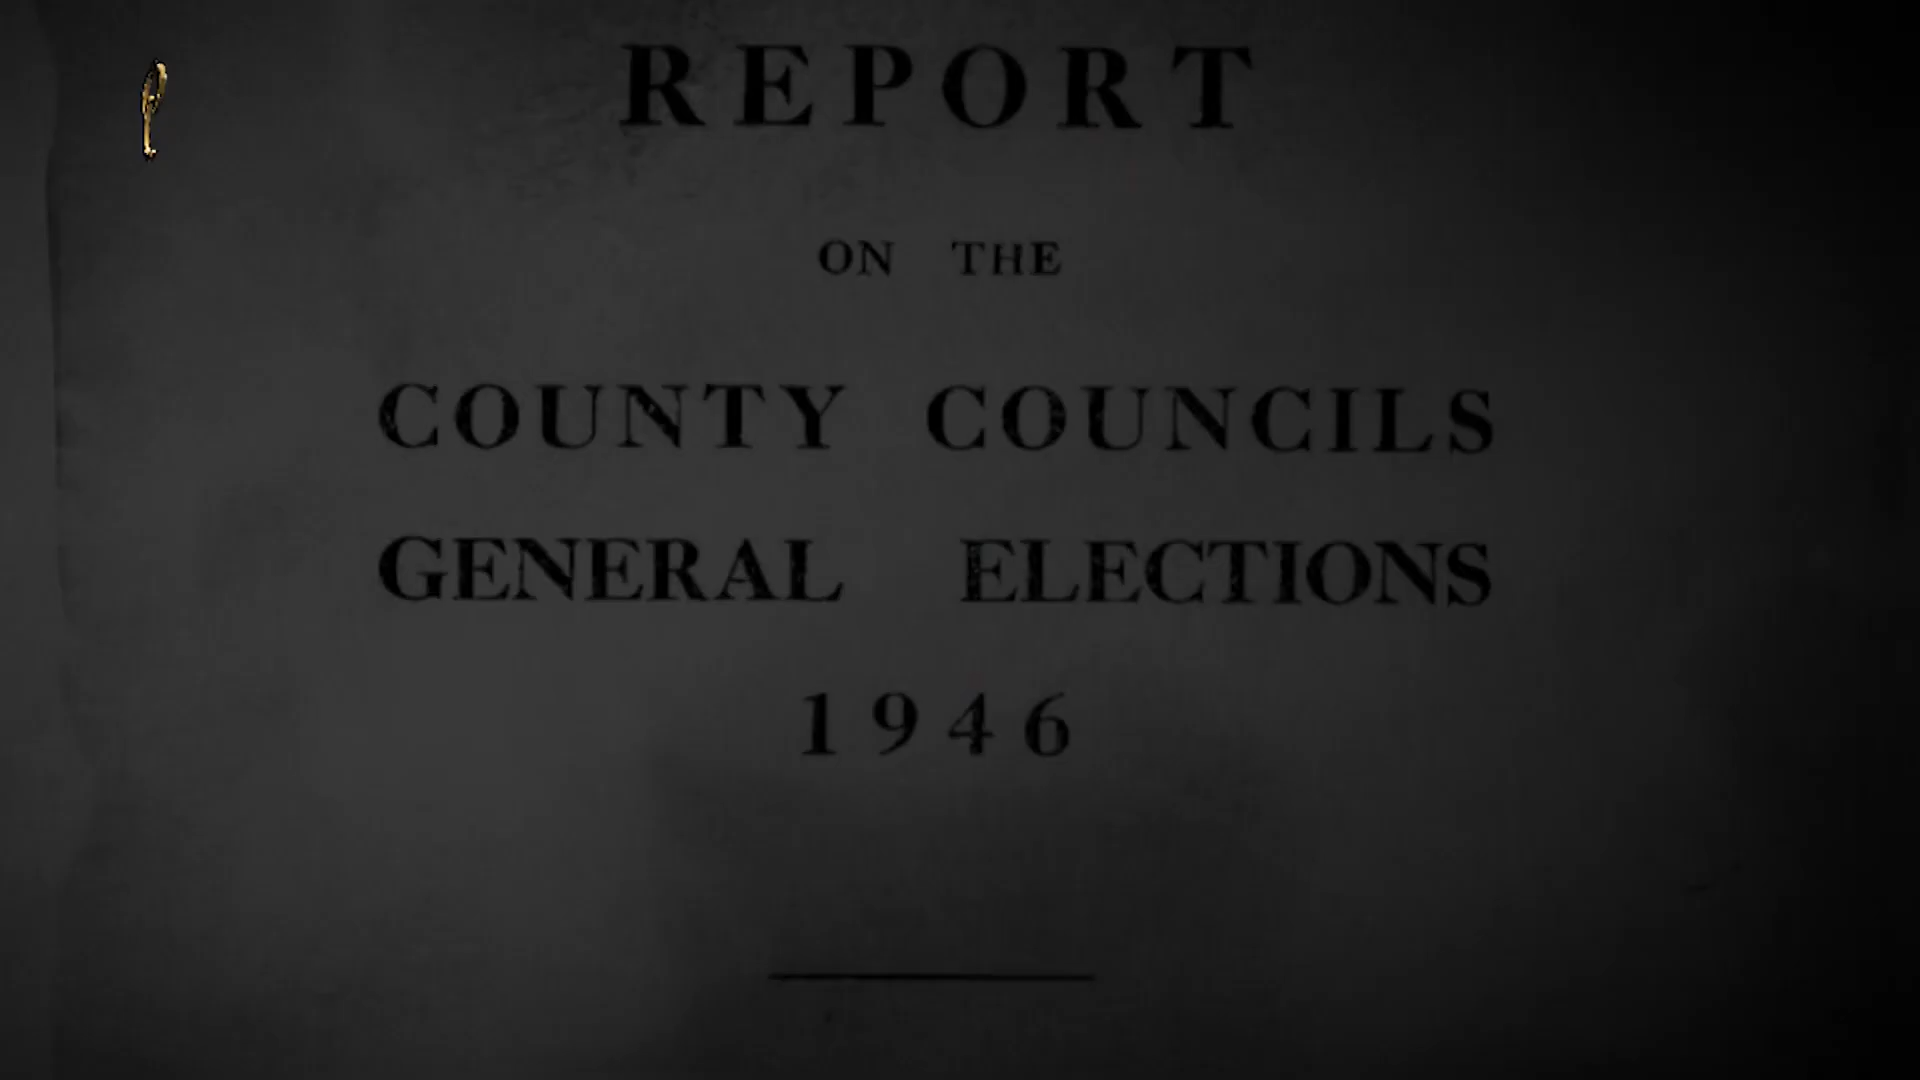 REPORT
ON THE
COUNTY COUNCILS
GENERAL ELECTIONS
1946